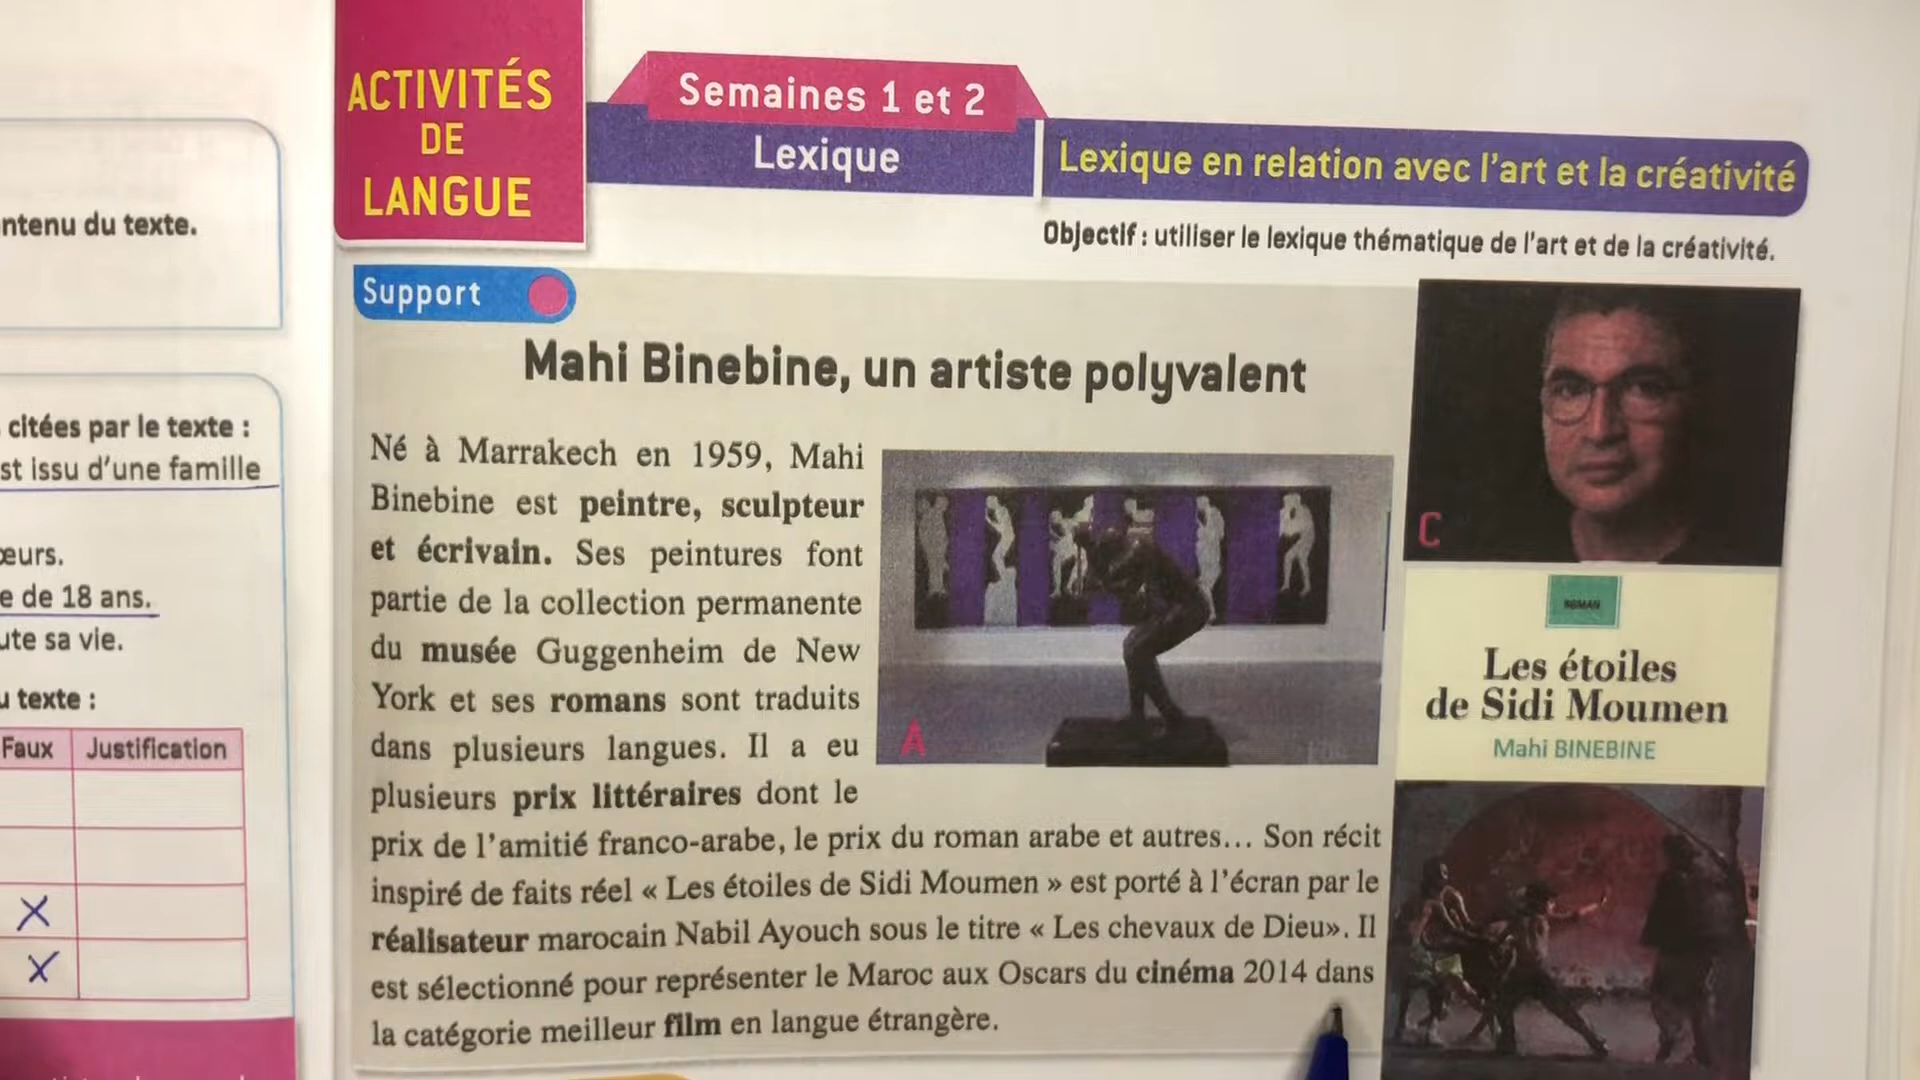 ntenu du texte.
citées par le texte :
st issu d'une famille
œurs.
e de 18 ans.
ute sa vie.
u texte :
Faux Justification
X
X
ACTIVITÉS
DE
LANGUE
Semaines 1 et 2
Lexique
Lexique en relation avec l'art et la créativité
Objectif : utiliser le lexique thématique de l'art et de la créativité.
Support
Mahi Binebine, un artiste polyvalent
Né à Marrakech en 1959, Mahi
Binebine est peintre, sculpteur
et écrivain. Ses peintures font
partie de la collection permanente
du musée Guggenheim de New
York et ses romans sont traduits
dans plusieurs langues. Il a eu
plusieurs prix littéraires dont le
prix de l'amitié franco-arabe, le prix du roman arabe et autres... Son récit
inspiré de faits réel « Les étoiles de Sidi Moumen » est porté à l'écran par le
réalisateur marocain Nabil Ayouch sous le titre « Les chevaux de Dieu». Il
est sélectionné pour représenter le Maroc aux Oscars du cinéma 2014 dans
la catégorie meilleur film en langue étrangère.
A
C
ROMAN
Les étoiles
de Sidi Moumen
Mahi BINEBINE